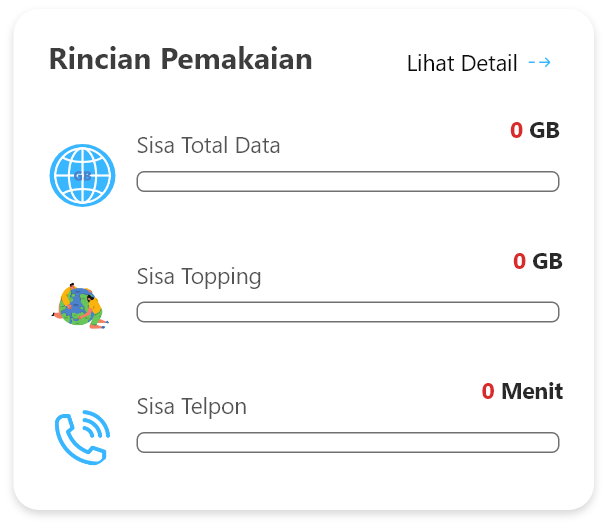 Rincian Pemakaian
Lihat Detail
0 GB
Sisa Total Data
GB
0 GB
Sisa Topping
0 Menit
Sisa Telpon